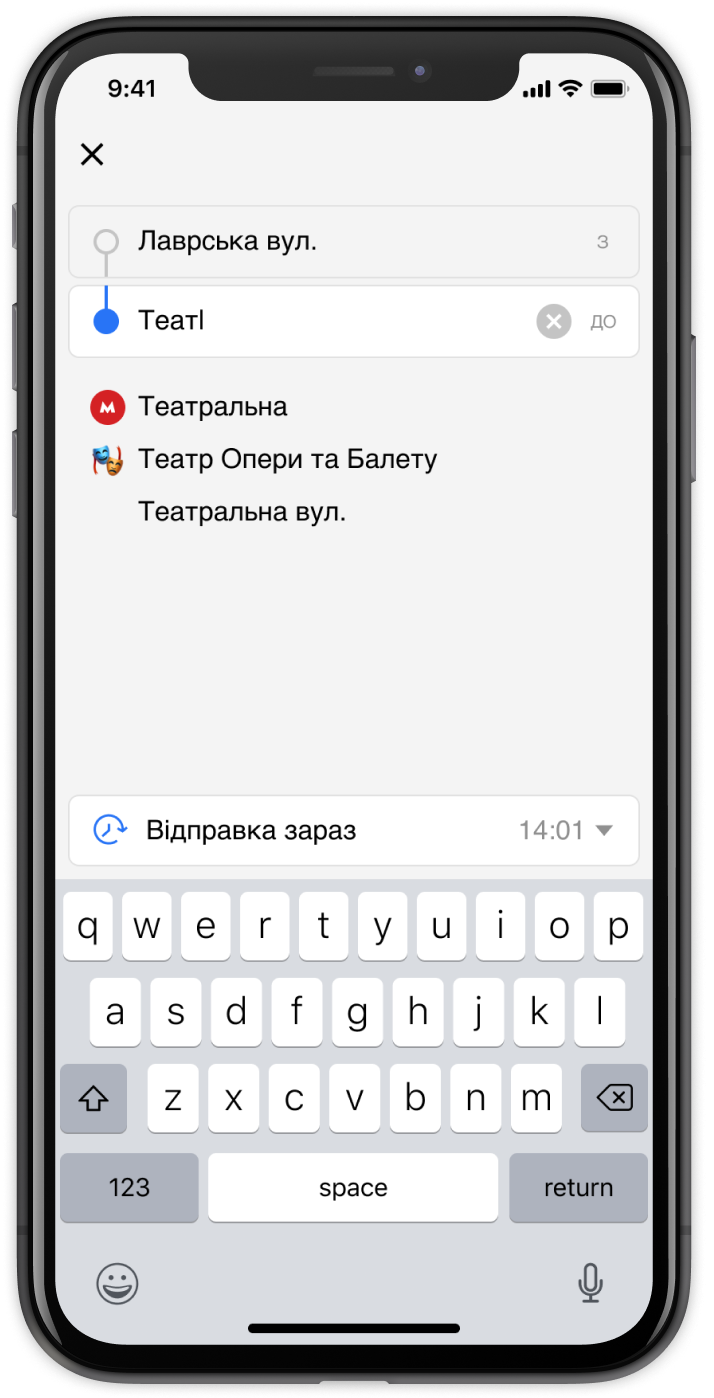 9:41
Лаврська вул. З
Теат ДО
М
Театральна
Театр Опери та Балету
Театральна вул.
Відправка зараз 14:01
q w e r t y u i o p
a s d f g h j k l
z x c v b n m
123 space return